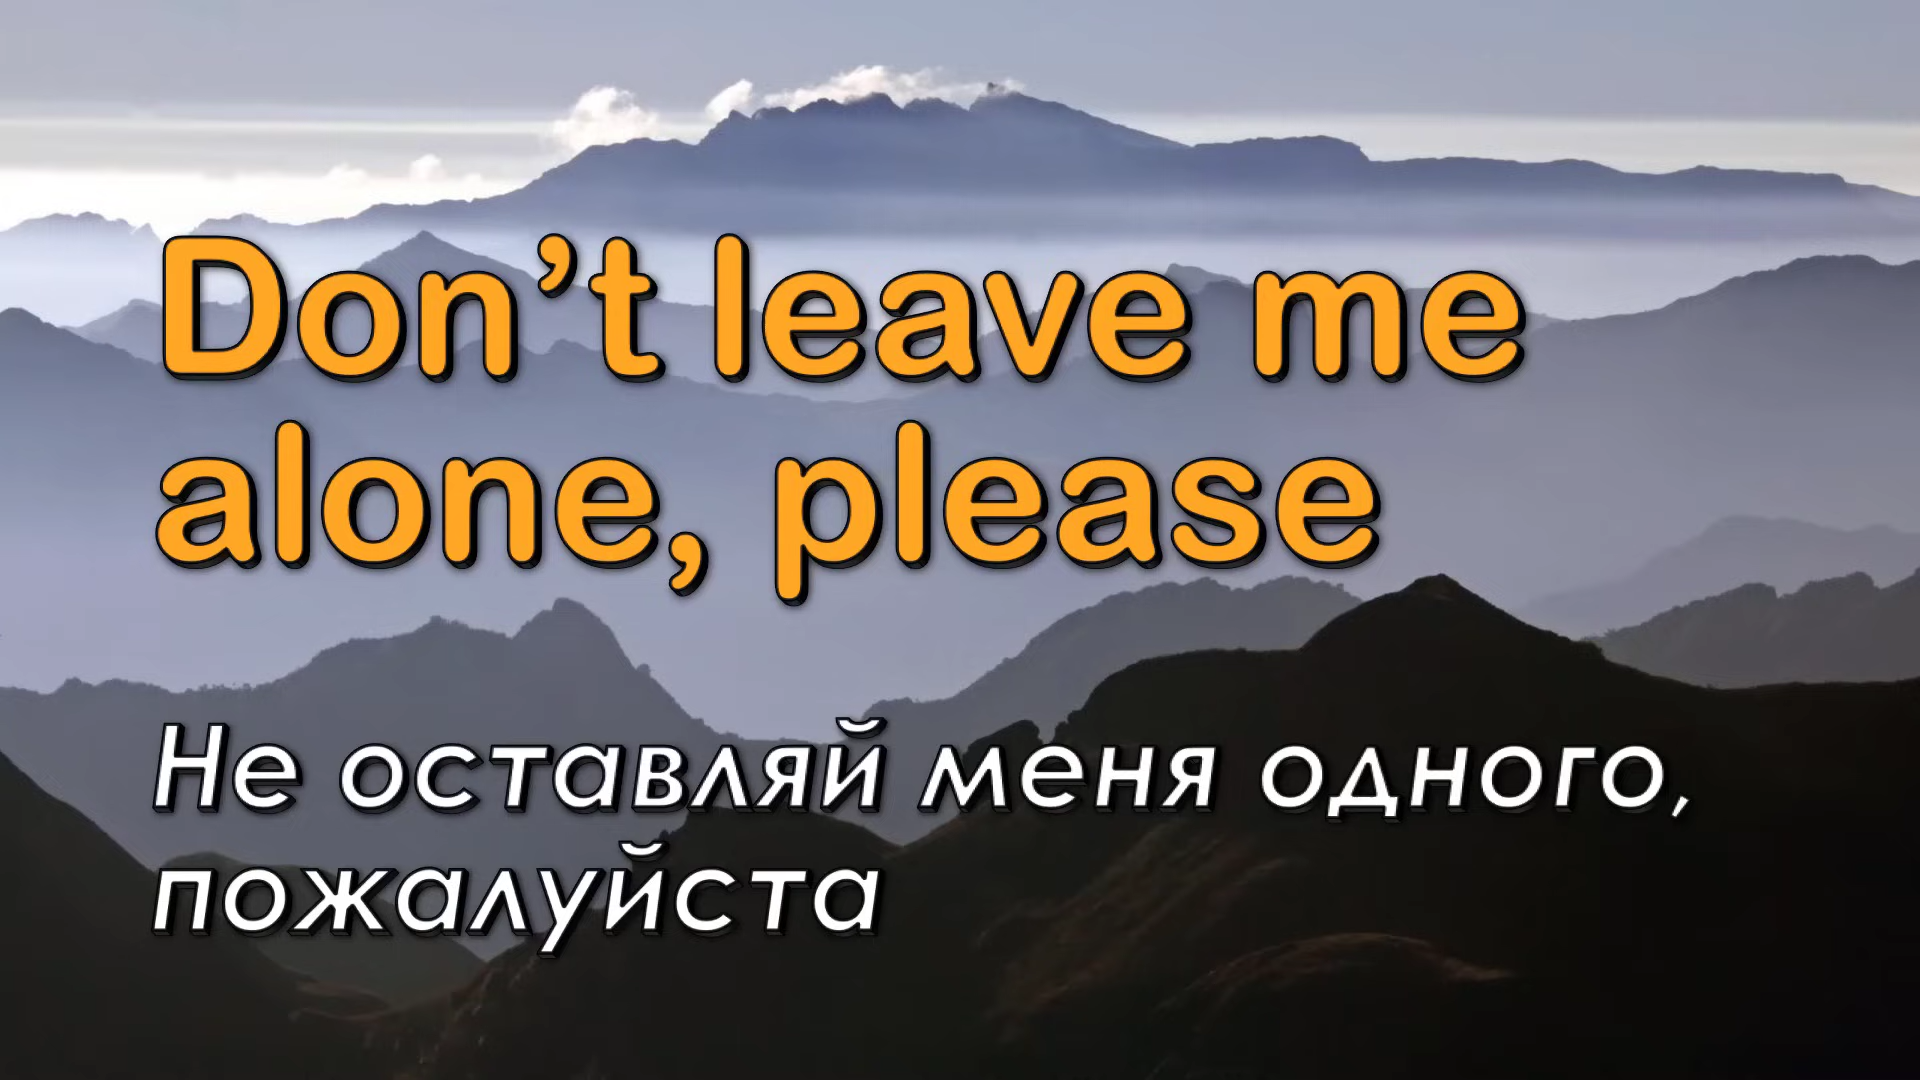 Don’t leave me
alone, please
Не оставляй меня одного,
пожалуйста